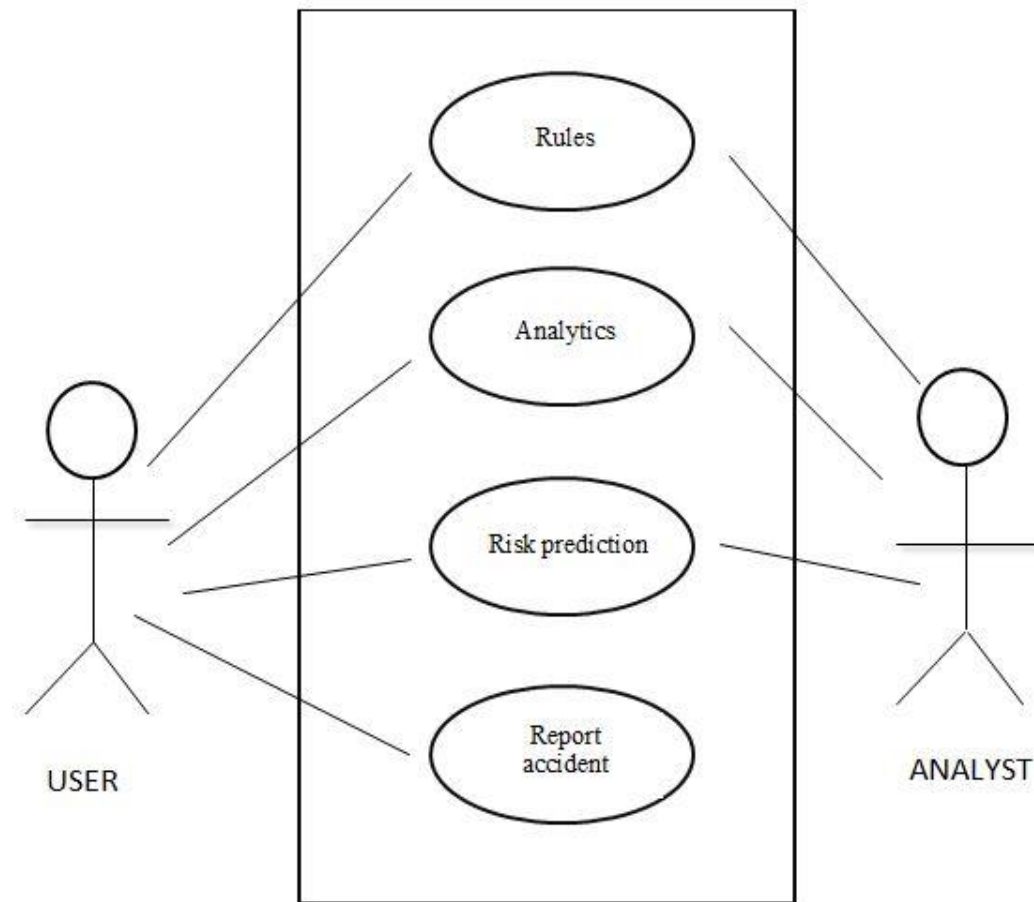 Rules
Analytics
Risk prediction
Report
accident
USER
ANALYST